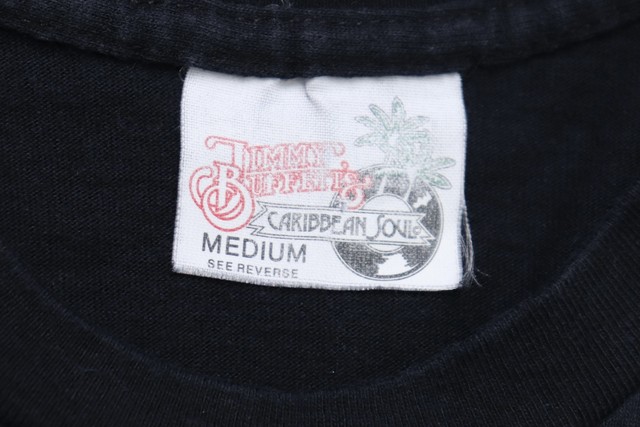 JIMMY
BUFFETT'S
CARIBBEAN SOUL
MEDIUM
SEE REVERSE